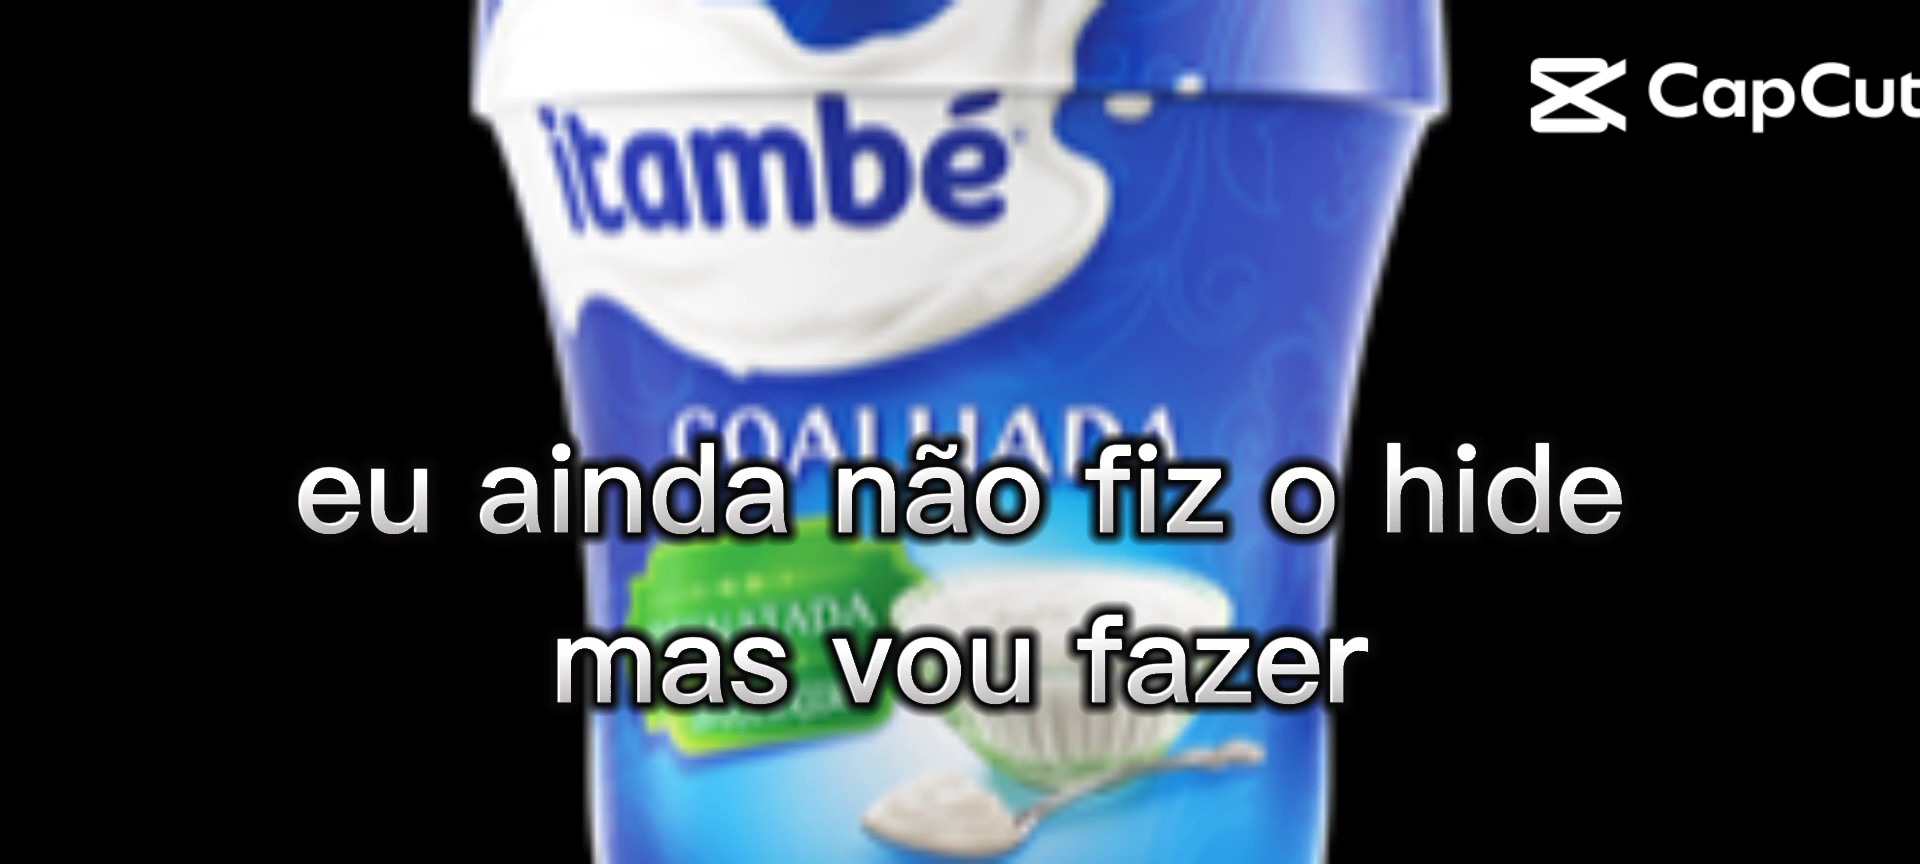 CapCut
itambé
COALHADA
eu ainda não fiz o hide
mas vou fazer